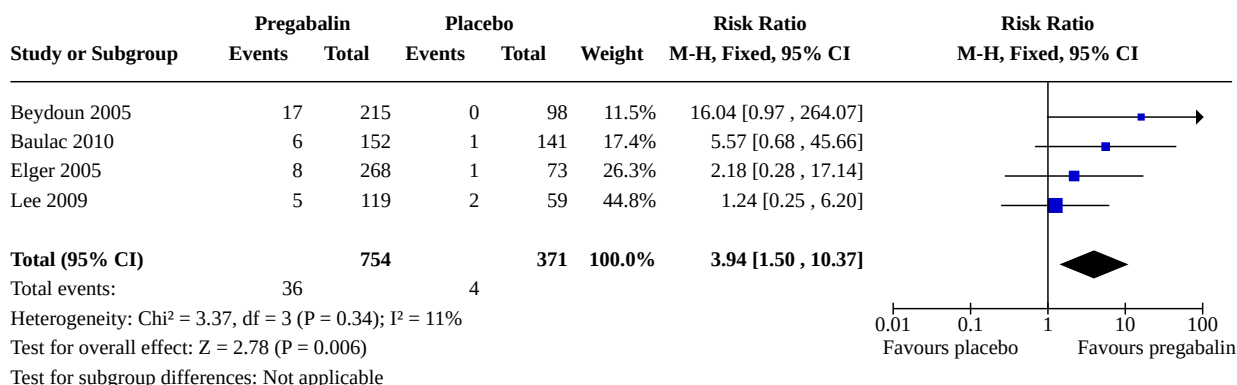 Pregabalin Placebo Risk Ratio Risk Ratio
Study or Subgroup Events Total Events Total Weight M-H, Fixed, 95% CI M-H, Fixed, 95% CI
Beydoun 2005 17 215 0 98 11.5% 16.04 [0.97 , 264.07]
Baulac 2010 6 152 1 141 17.4% 5.57 [0.68 , 45.66]
Elger 2005 8 268 1 73 26.3% 2.18 [0.28 , 17.14]
Lee 2009 5 119 2 59 44.8% 1.24 [0.25 , 6.20]
Total (95% CI) 754 371 100.0% 3.94 [1.50 , 10.37]
Total events: 36 4
Heterogeneity: Chi² = 3.37, df = 3 (P = 0.34); I² = 11%
0.01 0.1 1 10 100
Test for overall effect: Z = 2.78 (P = 0.006) Favours placebo Favours pregabalin
Test for subgroup differences: Not applicable